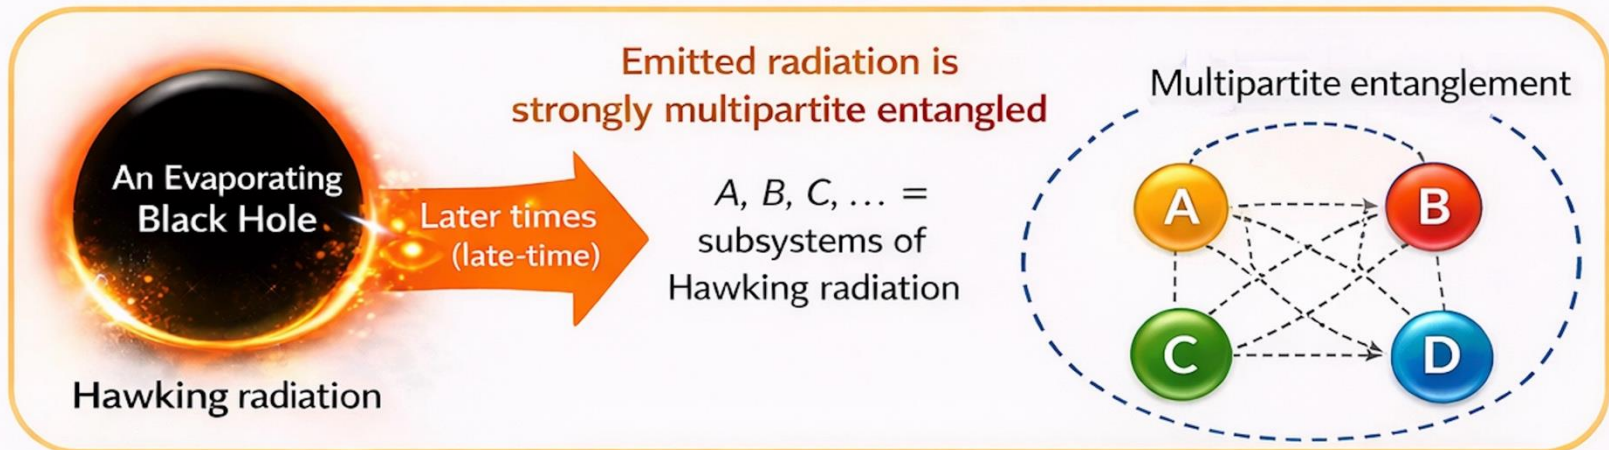 An Evaporating
Black Hole
Hawking radiation
Later times
(late-time)
Emitted radiation is
strongly multipartite entangled
A, B, C, ... =
subsystems of
Hawking radiation
Multipartite entanglement
A
B
C
D